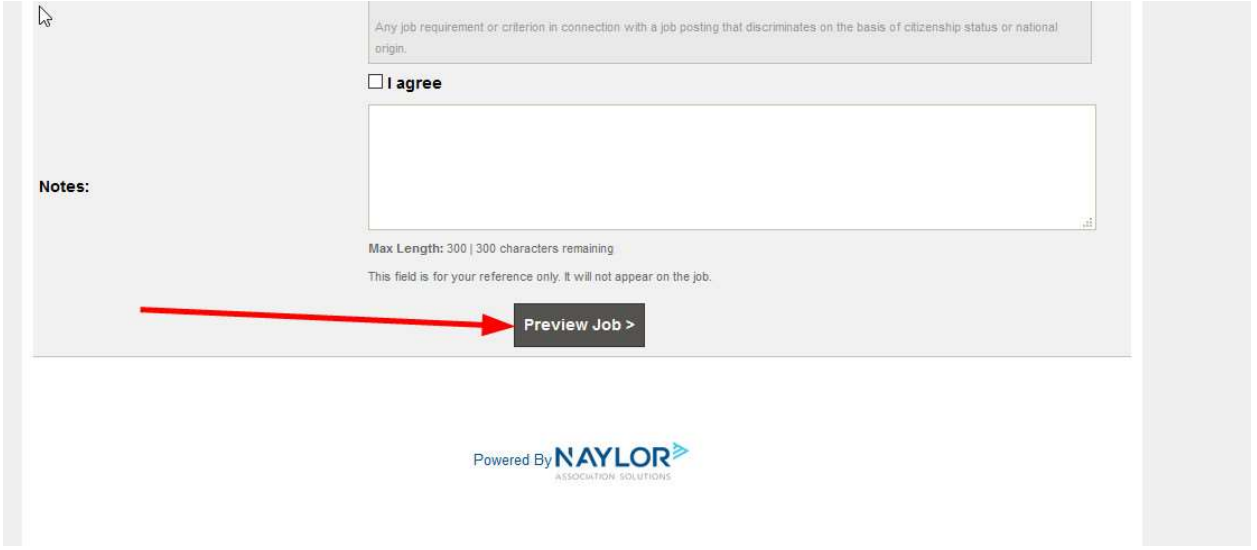 Any job requirement or criterion in connection with a job posting that discriminates on the basis of citizenship status or national
origin.
I agree
Notes:
Max Length: 300 | 300 characters remaining
This field is for your reference only. It will not appear on the job.
Preview Job >
Powered By NAYLOR
ASSOCIATION SOLUTIONS